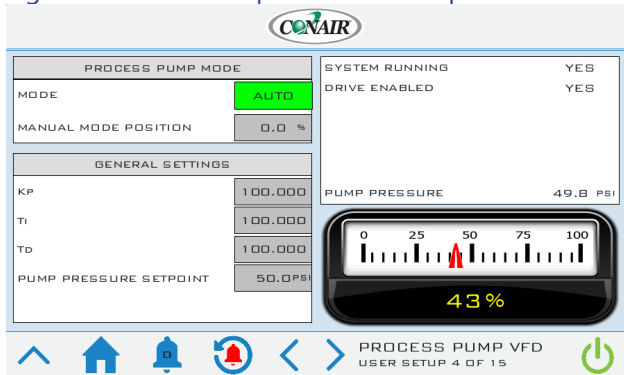 CONAIR
PROCESS PUMP MODE
MODE AUTO
MANUAL MODE POSITION 0.0 %
GENERAL SETTINGS
KP 100.000
TI 100.000
TD 100.000
PUMP PRESSURE SETPOINT 50.0PSI
SYSTEM RUNNING YES
DRIVE ENABLED YES
PUMP PRESSURE 49.8 PSI
0 25 50 75 100
43%
0
PROCESS PUMP VFD
USER SETUP 4 OF 15